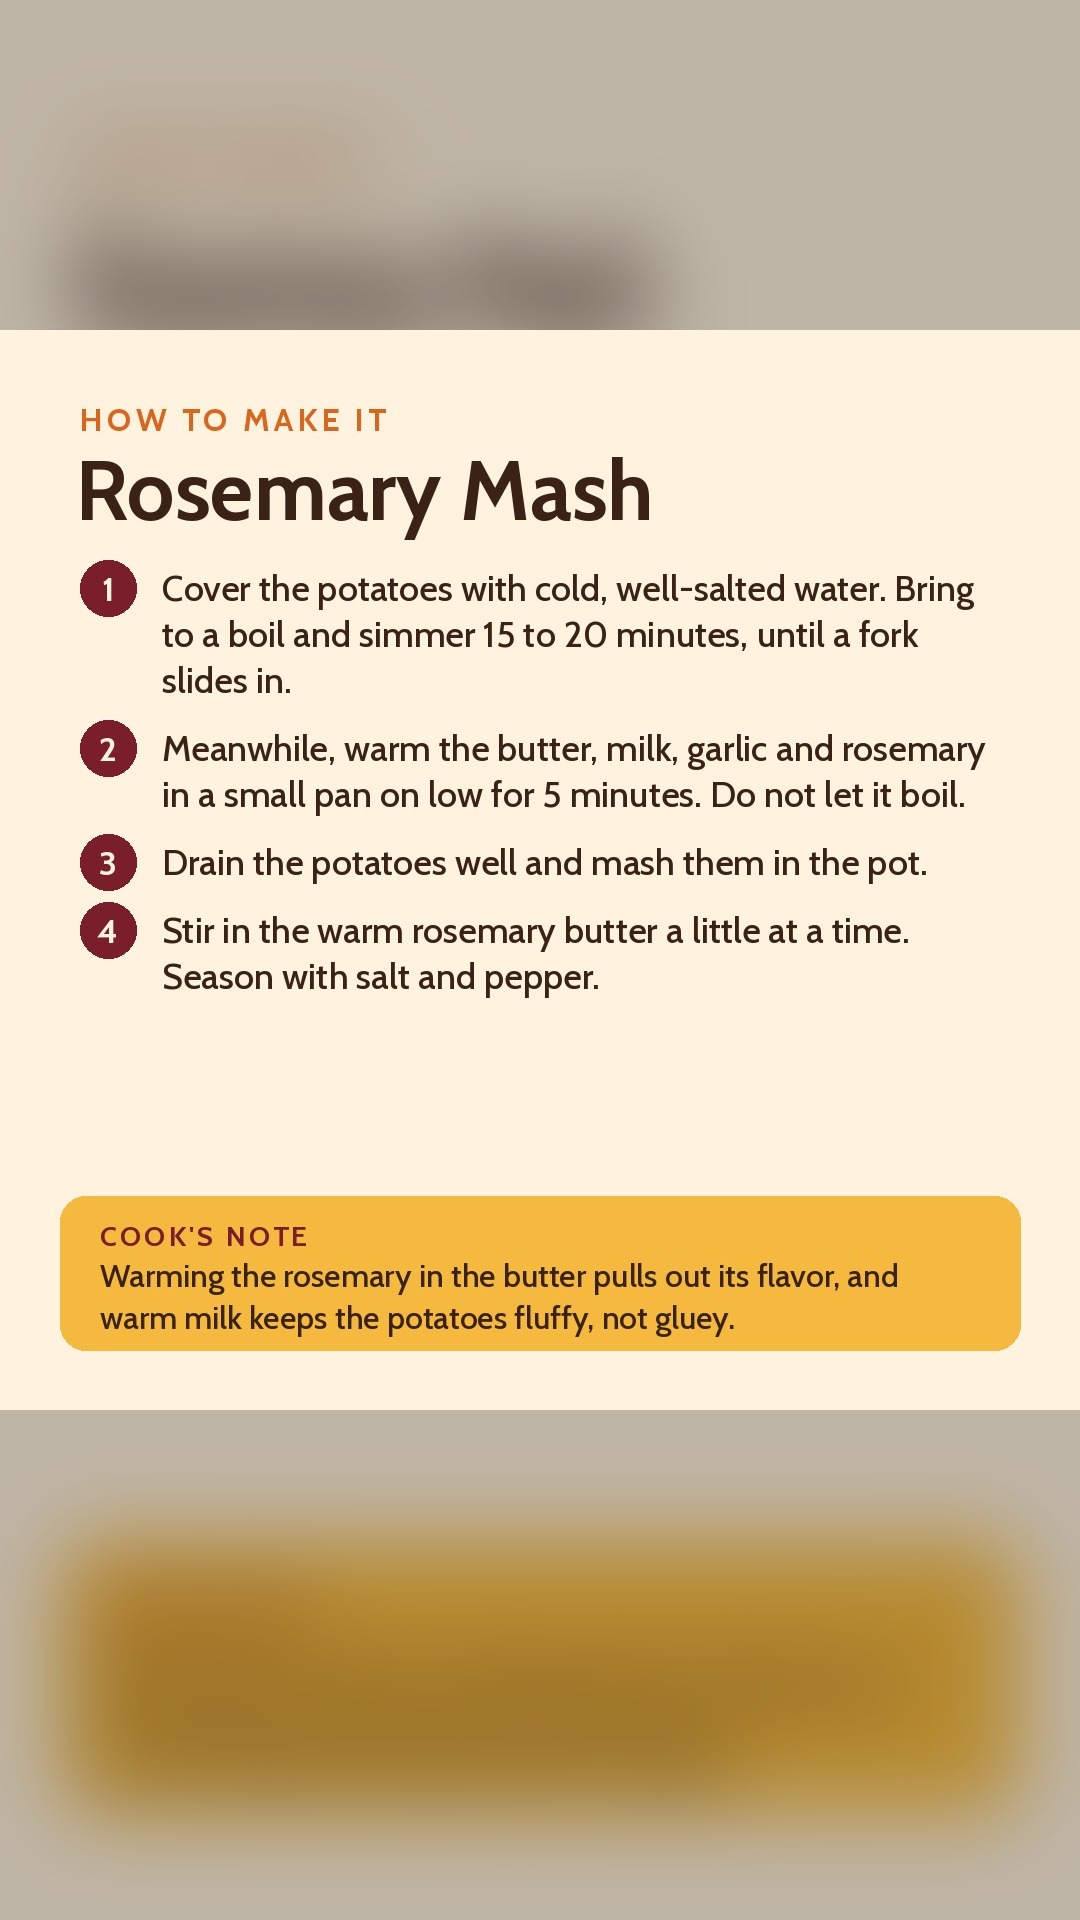 HOW TO MAKE IT
Rosemary Mash
1 Cover the potatoes with cold, well-salted water. Bring
to a boil and simmer 15 to 20 minutes, until a fork
slides in.
2 Meanwhile, warm the butter, milk, garlic and rosemary
in a small pan on low for 5 minutes. Do not let it boil.
3 Drain the potatoes well and mash them in the pot.
4 Stir in the warm rosemary butter a little at a time.
Season with salt and pepper.
COOK'S NOTE
Warming the rosemary in the butter pulls out its flavor, and
warm milk keeps the potatoes fluffy, not gluey.